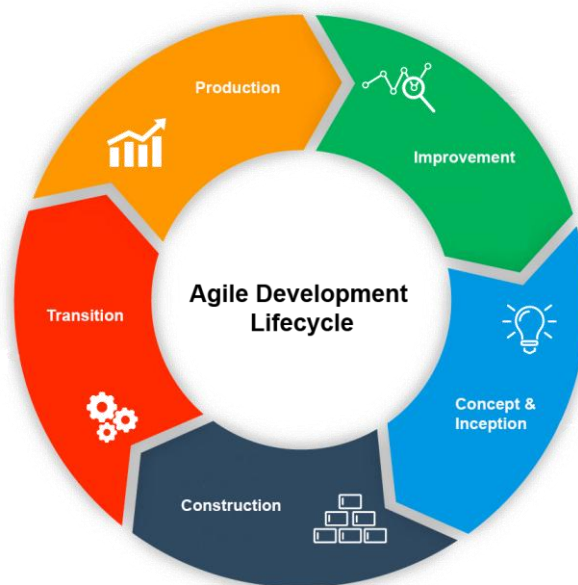 Production
Improvement
Agile Development
Lifecycle
Transition
Concept &
Inception
Construction